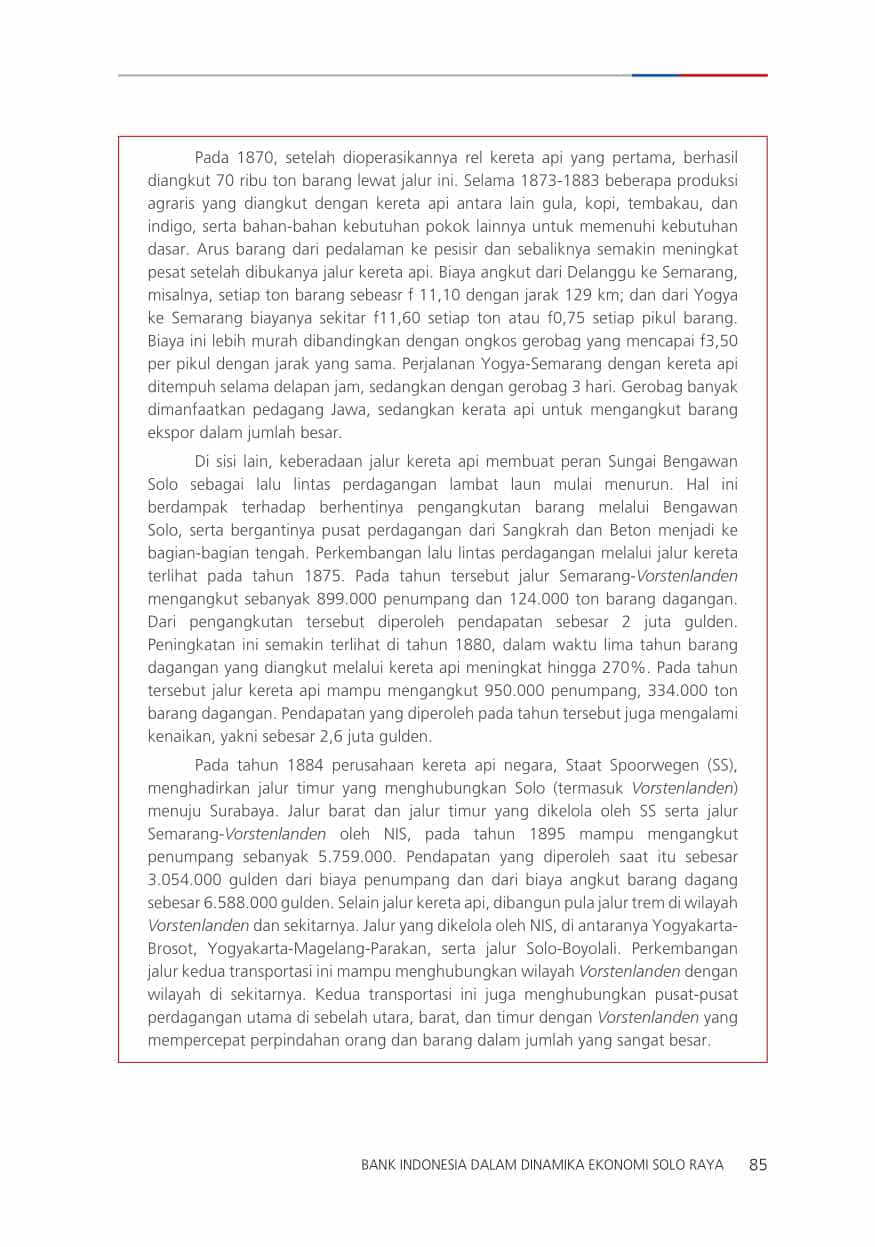 Pada 1870, setelah dioperasikannya rel kereta api yang pertama, berhasil
diangkut 70 ribu ton barang lewat jalur ini. Selama 1873-1883 beberapa produksi
agraris yang diangkut dengan kereta api antara lain gula, kopi, tembakau, dan
indigo, serta bahan-bahan kebutuhan pokok lainnya untuk memenuhi kebutuhan
dasar. Arus barang dari pedalaman ke pesisir dan sebaliknya semakin meningkat
pesat setelah dibukanya jalur kereta api. Biaya angkut dari Delanggu ke Semarang,
misalnya, setiap ton barang sebeasr f 11,10 dengan jarak 129 km; dan dari Yogya
ke Semarang biayanya sekitar f11,60 setiap ton atau f0,75 setiap pikul barang.
Biaya ini lebih murah dibandingkan dengan ongkos gerobag yang mencapai f3,50
per pikul dengan jarak yang sama. Perjalanan Yogya-Semarang dengan kereta api
ditempuh selama delapan jam, sedangkan dengan gerobag 3 hari. Gerobag banyak
dimanfaatkan pedagang Jawa, sedangkan kerata api untuk mengangkut barang
ekspor dalam jumlah besar.
Di sisi lain, keberadaan jalur kereta api membuat peran Sungai Bengawan
Solo sebagai lalu lintas perdagangan lambat laun mulai menurun. Hal ini
berdampak terhadap berhentinya pengangkutan barang melalui Bengawan
Solo, serta bergantinya pusat perdagangan dari Sangkrah dan Beton menjadi ke
bagian-bagian tengah. Perkembangan lalu lintas perdagangan melalui jalur kereta
terlihat pada tahun 1875. Pada tahun tersebut jalur Semarang-Vorstenlanden
mengangkut sebanyak 899.000 penumpang dan 124.000 ton barang dagangan.
Dari pengangkutan tersebut diperoleh pendapatan sebesar 2 juta gulden.
Peningkatan ini semakin terlihat di tahun 1880, dalam waktu lima tahun barang
dagangan yang diangkut melalui kereta api meningkat hingga 270%. Pada tahun
tersebut jalur kereta api mampu mengangkut 950.000 penumpang, 334.000 ton
barang dagangan. Pendapatan yang diperoleh pada tahun tersebut juga mengalami
kenaikan, yakni sebesar 2,6 juta gulden.
Pada tahun 1884 perusahaan kereta api negara, Staat Spoorwegen (SS),
menghadirkan jalur timur yang menghubungkan Solo (termasuk Vorstenlanden)
menuju Surabaya. Jalur barat dan jalur timur yang dikelola oleh SS serta jalur
Semarang-Vorstenlanden oleh NIS, pada tahun 1895 mampu mengangkut
penumpang sebanyak 5.759.000. Pendapatan yang diperoleh saat itu sebesar
3.054.000 gulden dari biaya penumpang dan dari biaya angkut barang dagang
sebesar 6.588.000 gulden. Selain jalur kereta api, dibangun pula jalur trem di wilayah
Vorstenlanden dan sekitarnya. Jalur yang dikelola oleh NIS, di antaranya Yogyakarta-
Brosot, Yogyakarta-Magelang-Parakan, serta jalur Solo-Boyolali. Perkembangan
jalur kedua transportasi ini mampu menghubungkan wilayah Vorstenlanden dengan
wilayah di sekitarnya. Kedua transportasi ini juga menghubungkan pusat-pusat
perdagangan utama di sebelah utara, barat, dan timur dengan Vorstenlanden yang
mempercepat perpindahan orang dan barang dalam jumlah yang sangat besar.
BANK INDONESIA DALAM DINAMIKA EKONOMI SOLO RAYA 85